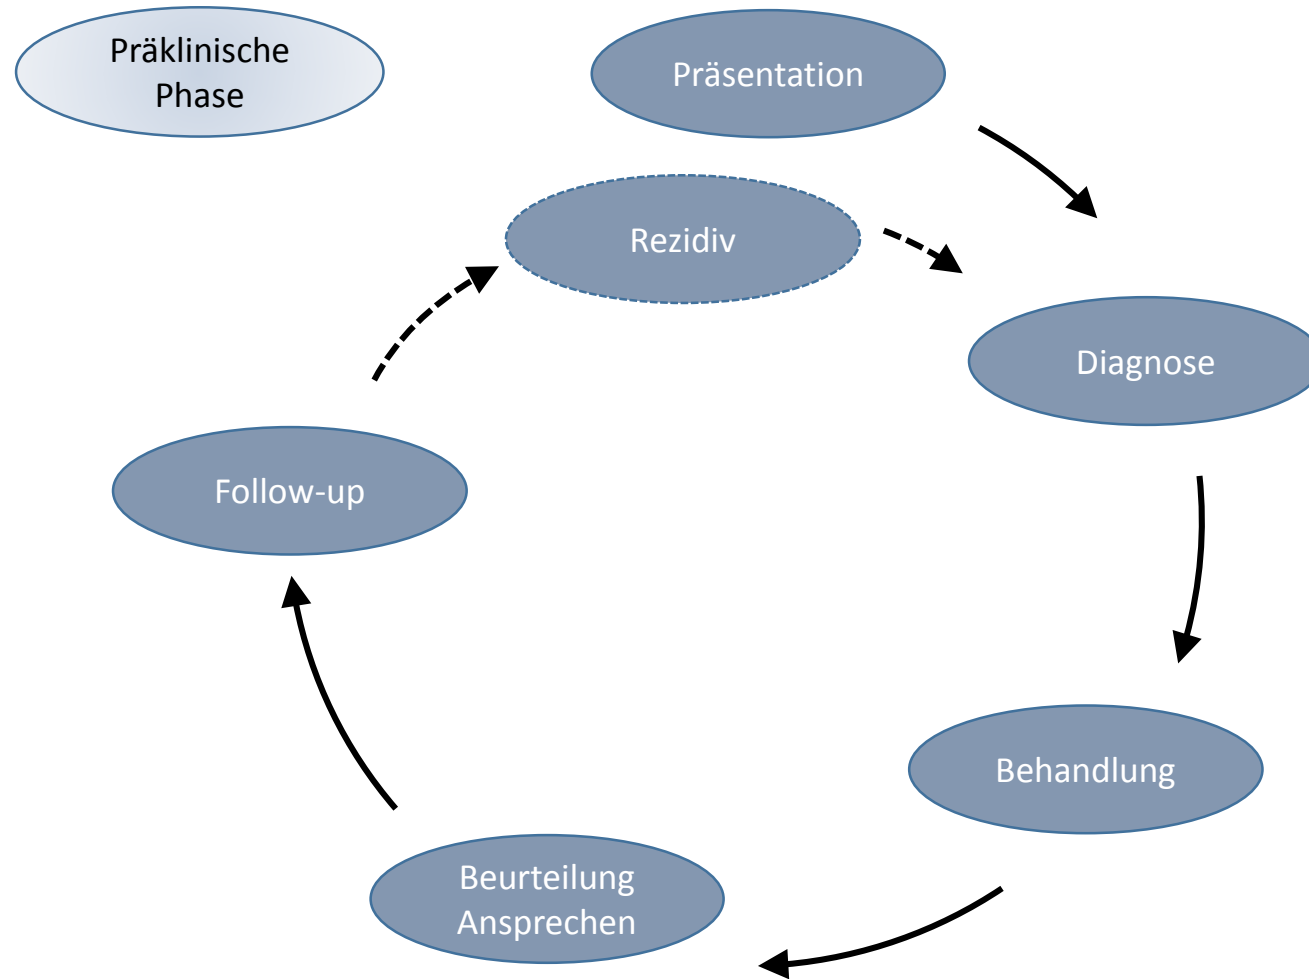 Präklinische
Phase
Präsentation
Rezidiv
Diagnose
Follow-up
Behandlung
Beurteilung
Ansprechen